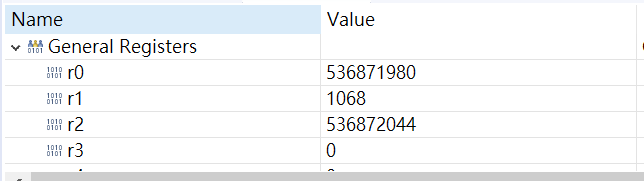 Name Value
General Registers
r0 536871980
r1 1068
r2 536872044
r3 0